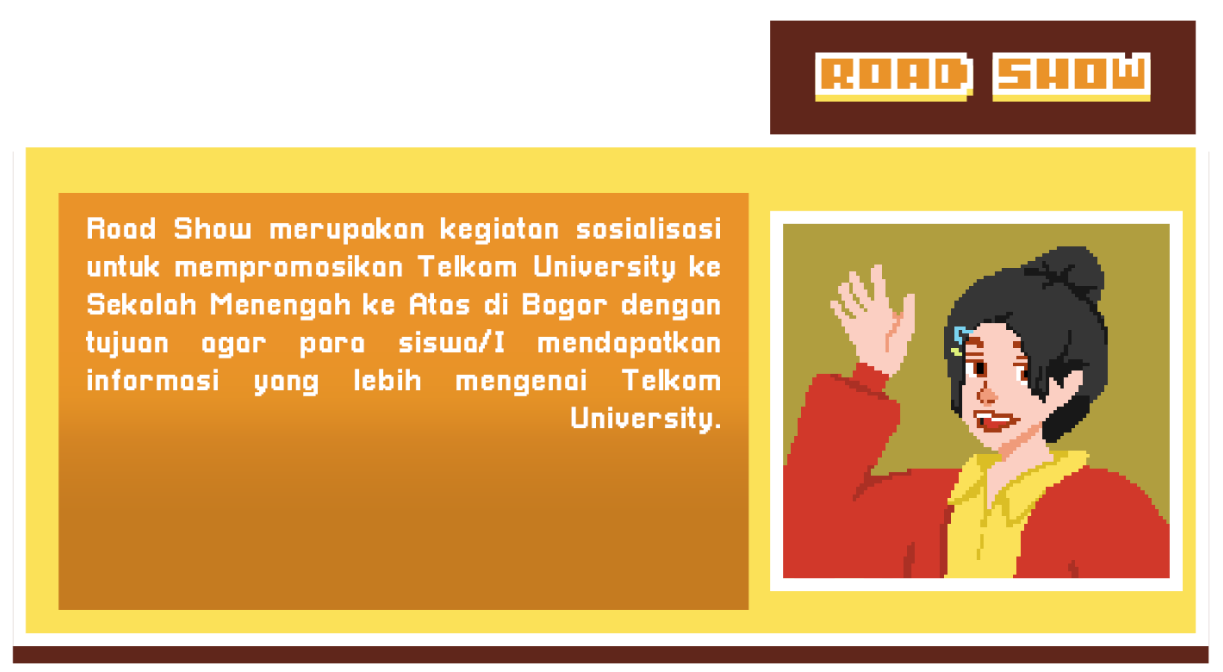 ROAD SHOW
Road Show merupakan kegiatan sosialisasi
untuk mempromosikan Telkom University ke
Sekolah Menengah ke Atas di Bogor dengan
tujuan agar para siswa/I mendapatkan
informasi yang lebih mengenai Telkom
University.